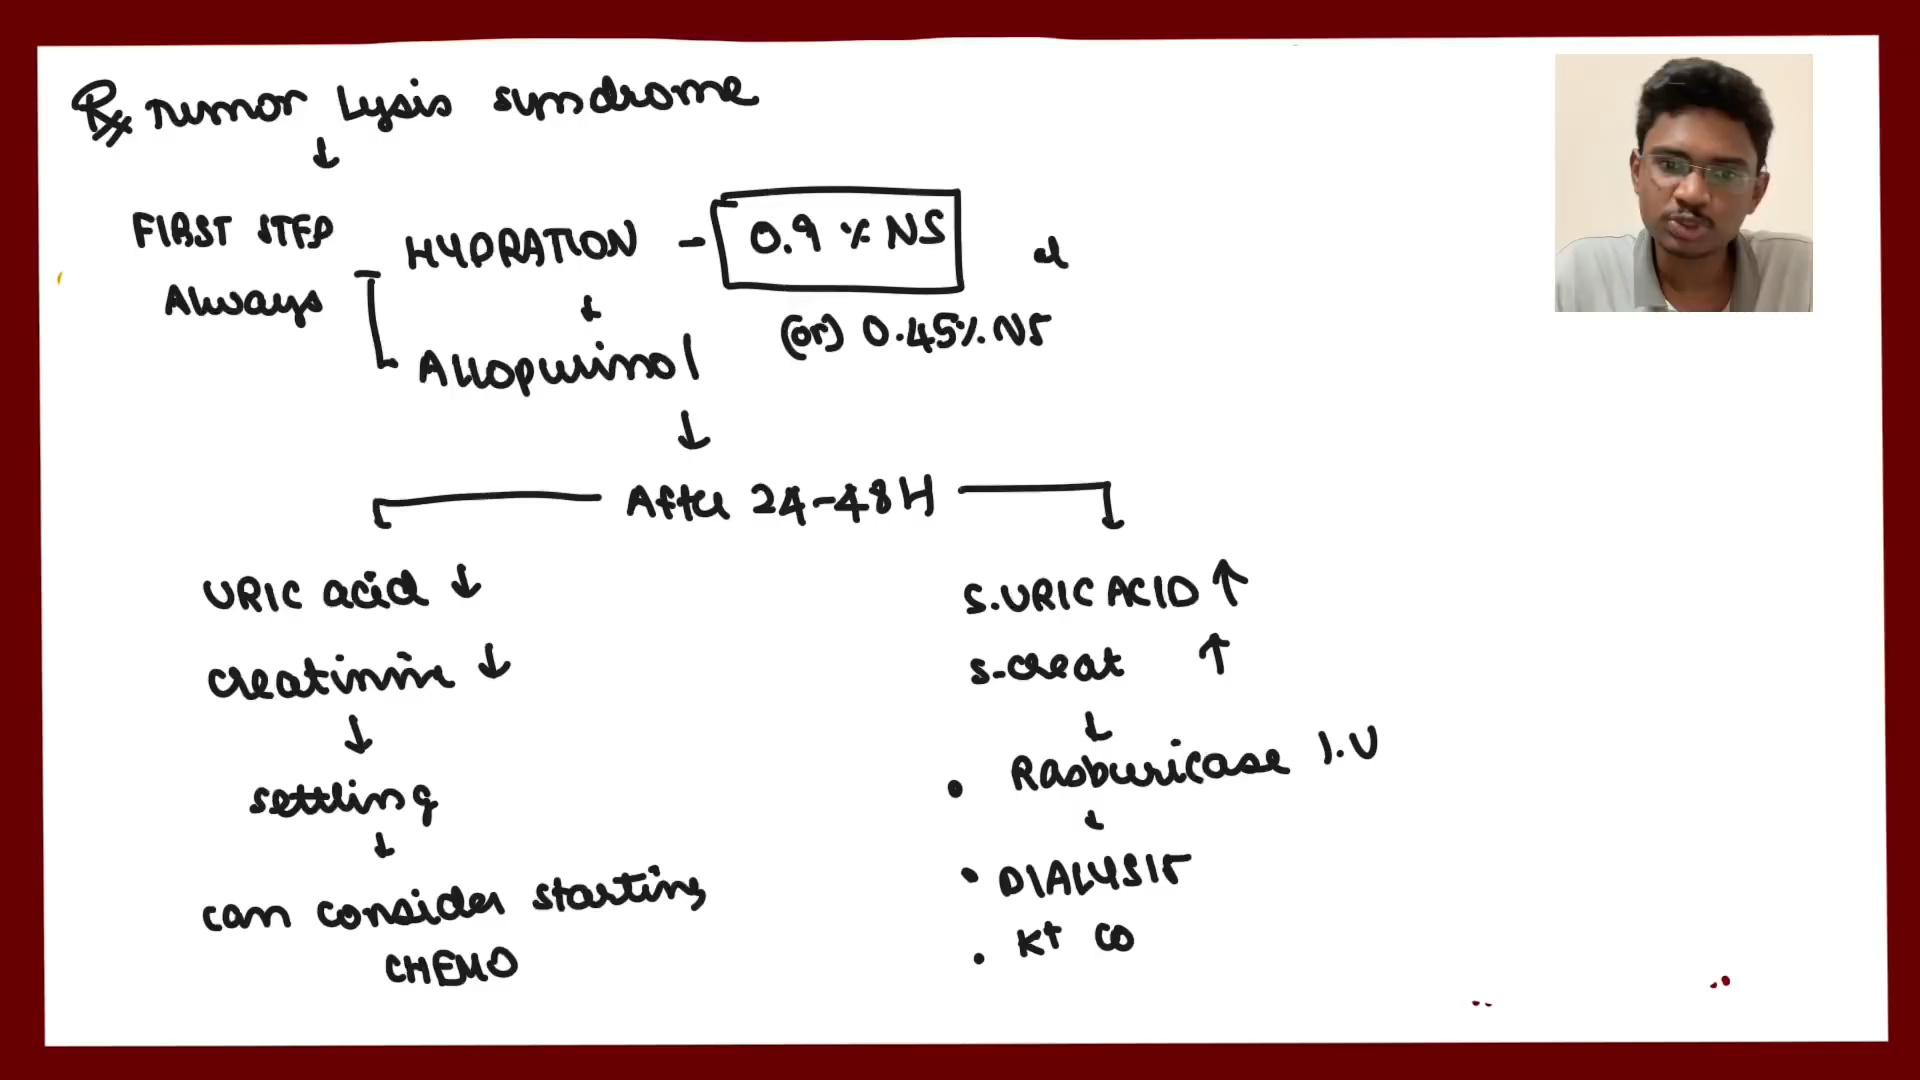 Rx Tumor Lysis syndrome
FIRST STEP
Always
HYDRATION - 0.9 % NS
(or) 0.45% NS
Allopurinol
After 24-48H
URIC acid ↓
creatinine ↓
settling
can consider starting
CHEMO
S.URIC ACID ↑
S-creat ↑
• Rasburicase I.V
• DIALYSIS
• K+ CO